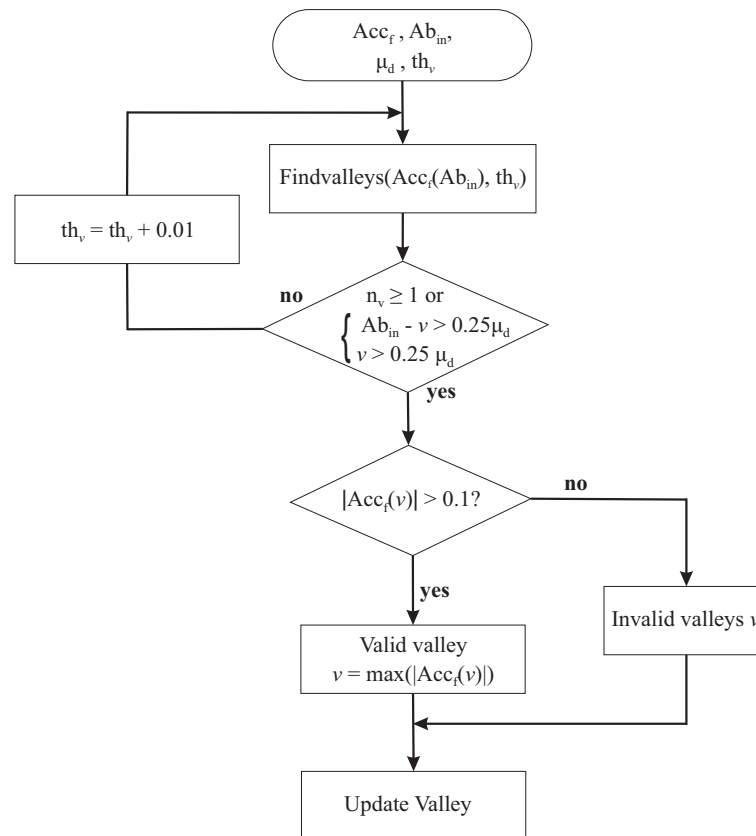 Acc_f , Ab_in,
μ_d , th_v
Findvalleys(Acc_f(Ab_in), th_v)
th_v = th_v + 0.01
no
n_v ≥ 1 or
{ Ab_in - v > 0.25μ_d
v > 0.25 μ_d
yes
|Acc_f(v)| > 0.1?
no
yes
Invalid valleys v
Valid valley
v = max(|Acc_f(v)|)
Update Valley